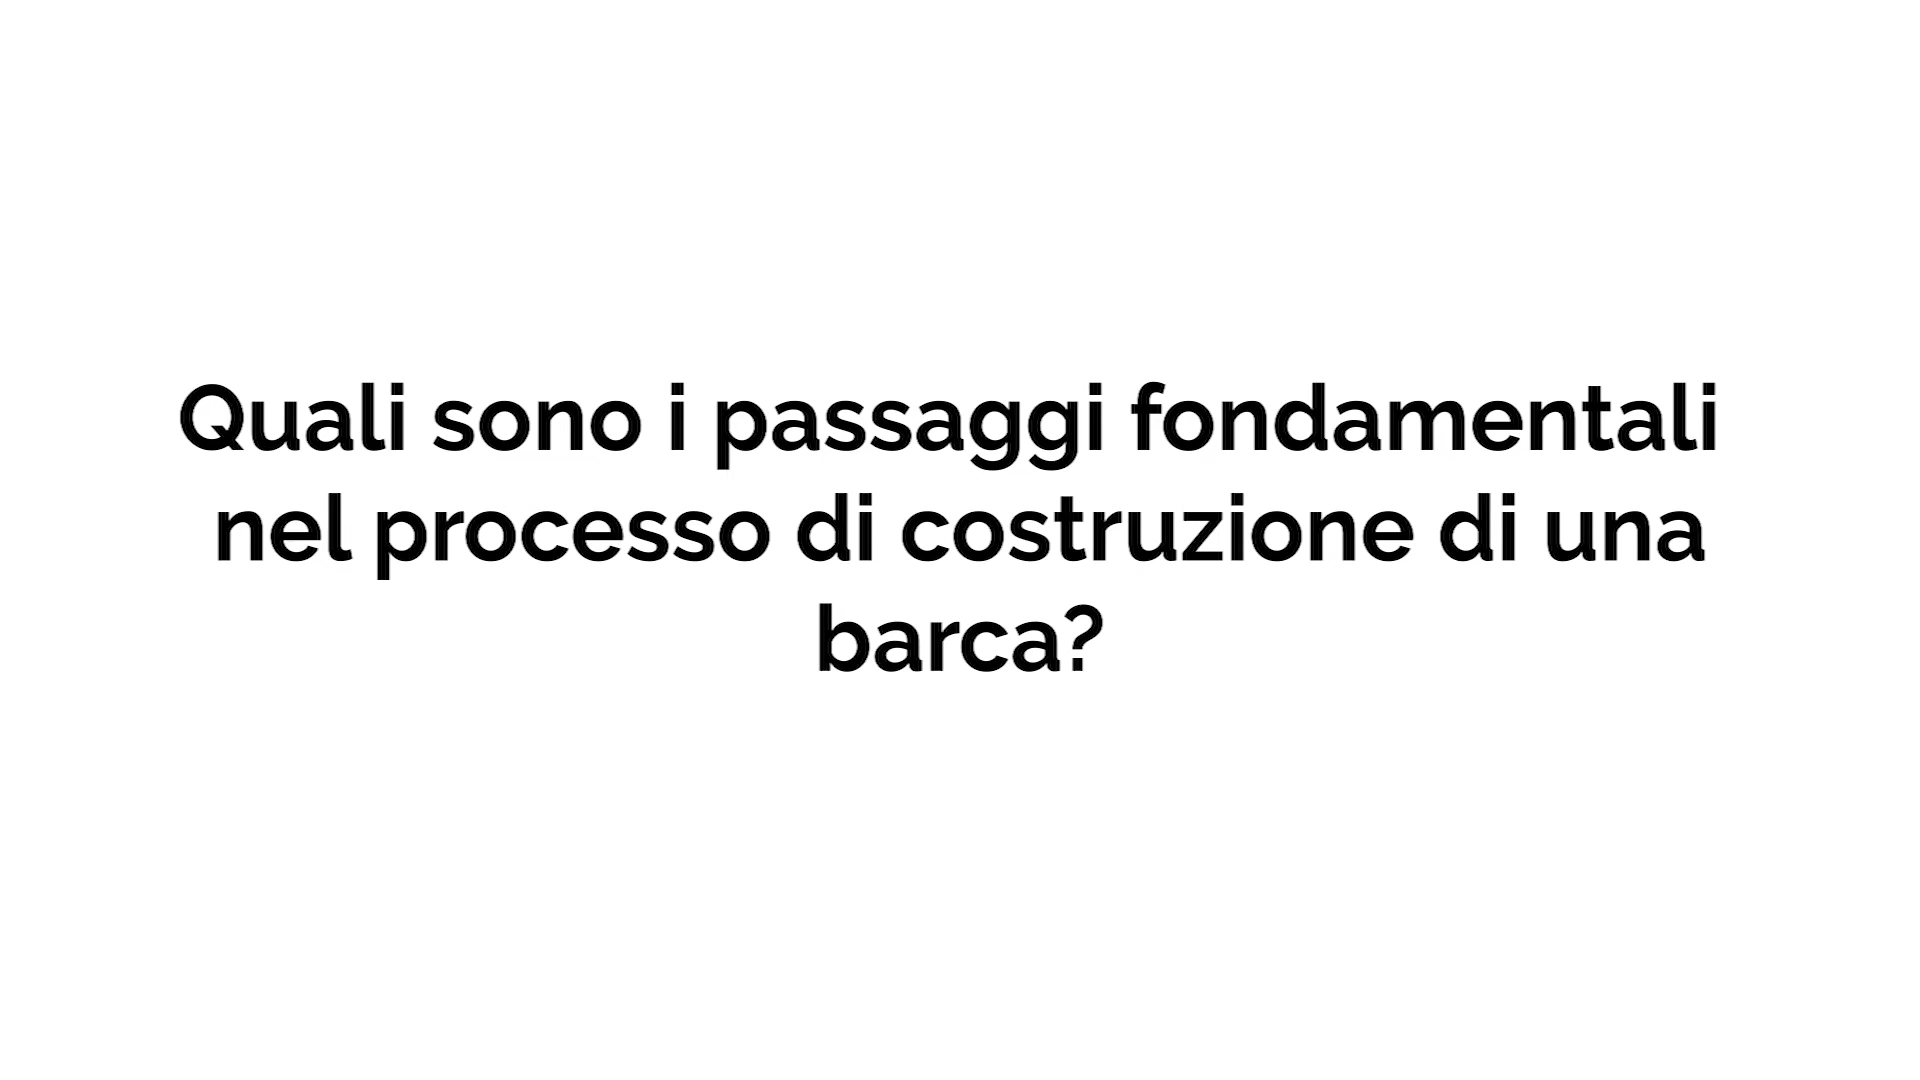 Quali sono i passaggi fondamentali
nel processo di costruzione di una
barca?